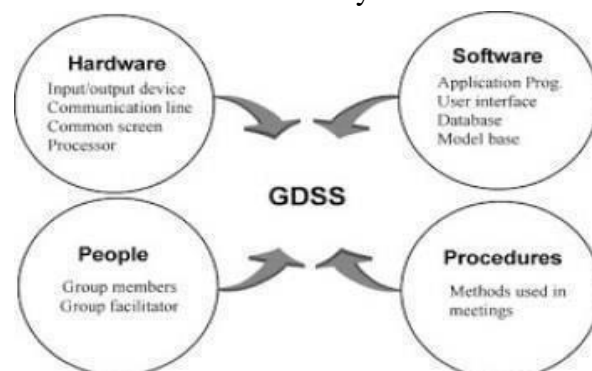 Hardware
Input/output device
Communication line
Common screen
Processor
Software
Application Prog.
User interface
Database
Model base
GDSS
People
Group members
Group facilitator
Procedures
Methods used in
meetings